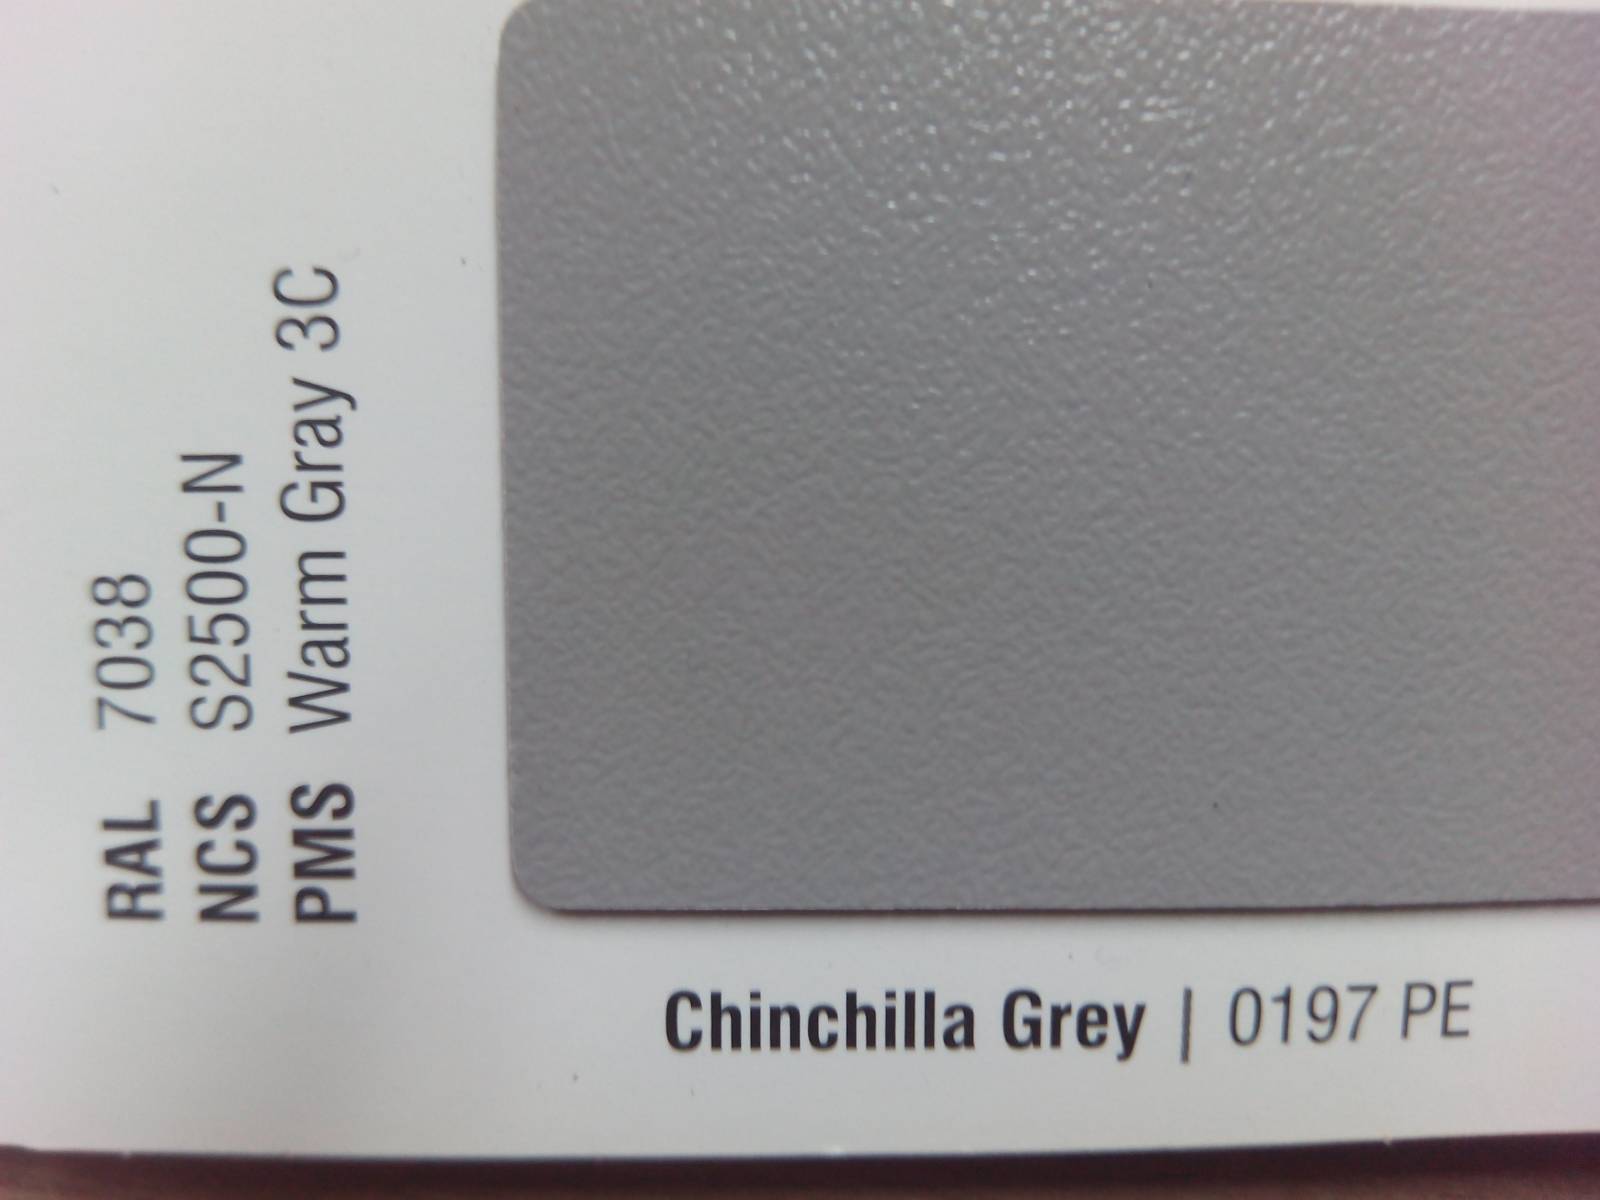 RAL 7038
NCS S2500-N
PMS Warm Gray 3C
Chinchilla Grey | 0197 PE